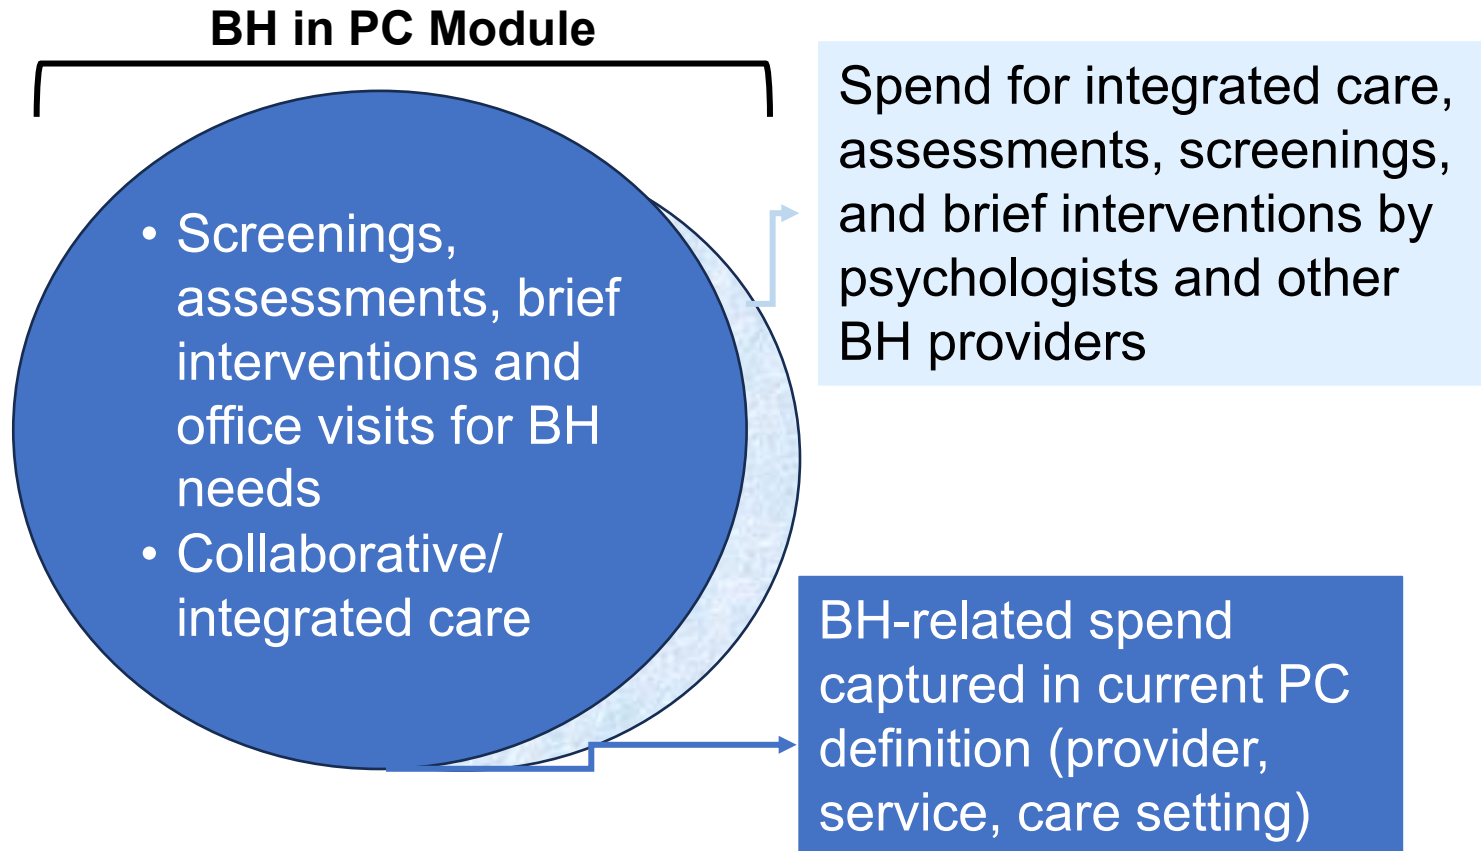 BH in PC Module
• Screenings,
assessments, brief
interventions and
office visits for BH
needs
• Collaborative/
integrated care
Spend for integrated care,
assessments, screenings,
and brief interventions by
psychologists and other
BH providers
BH-related spend
captured in current PC
definition (provider,
service, care setting)